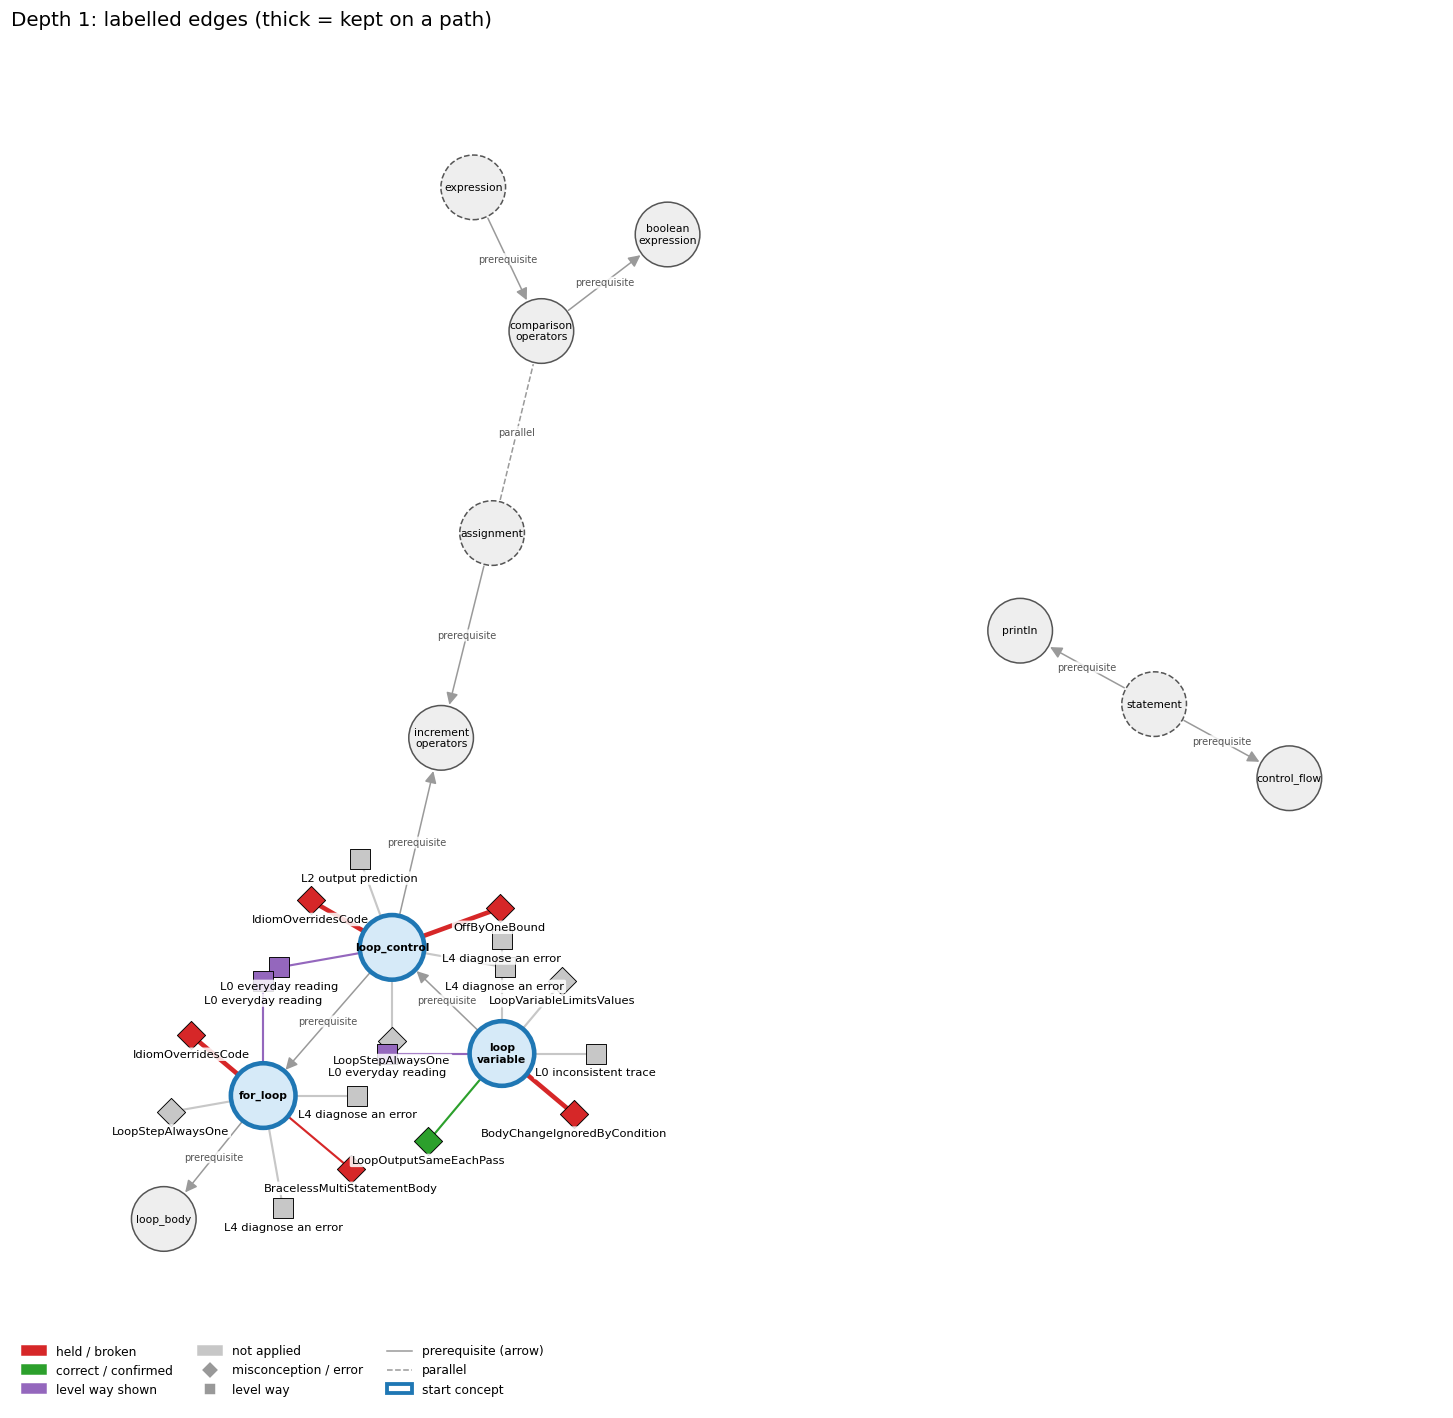 Depth 1: labelled edges (thick = kept on a path)
expression
boolean
expression
prerequisite
prerequisite
comparison
operators
parallel
assignment
println
prerequisite
prerequisite
statement
prerequisite
control_flow
increment
operators
prerequisite
L2 output prediction
IdiomOverridesCode
OffByOneBound
loop_control
L4 diagnose an error
L0 everyday reading
L4 diagnose an error
L0 everyday reading
prerequisite
LoopVariableLimitsValues
prerequisite
IdiomOverridesCode
LoopStepAlwaysOne
loop
variable
L0 everyday reading
L0 inconsistent trace
for_loop
L4 diagnose an error
LoopStepAlwaysOne
BodyChangeIgnoredByCondition
prerequisite
LoopOutputSameEachPass
BracelessMultiStatementBody
loop_body
L4 diagnose an error
held / broken
correct / confirmed
level way shown
not applied
misconception / error
level way
prerequisite (arrow)
parallel
start concept